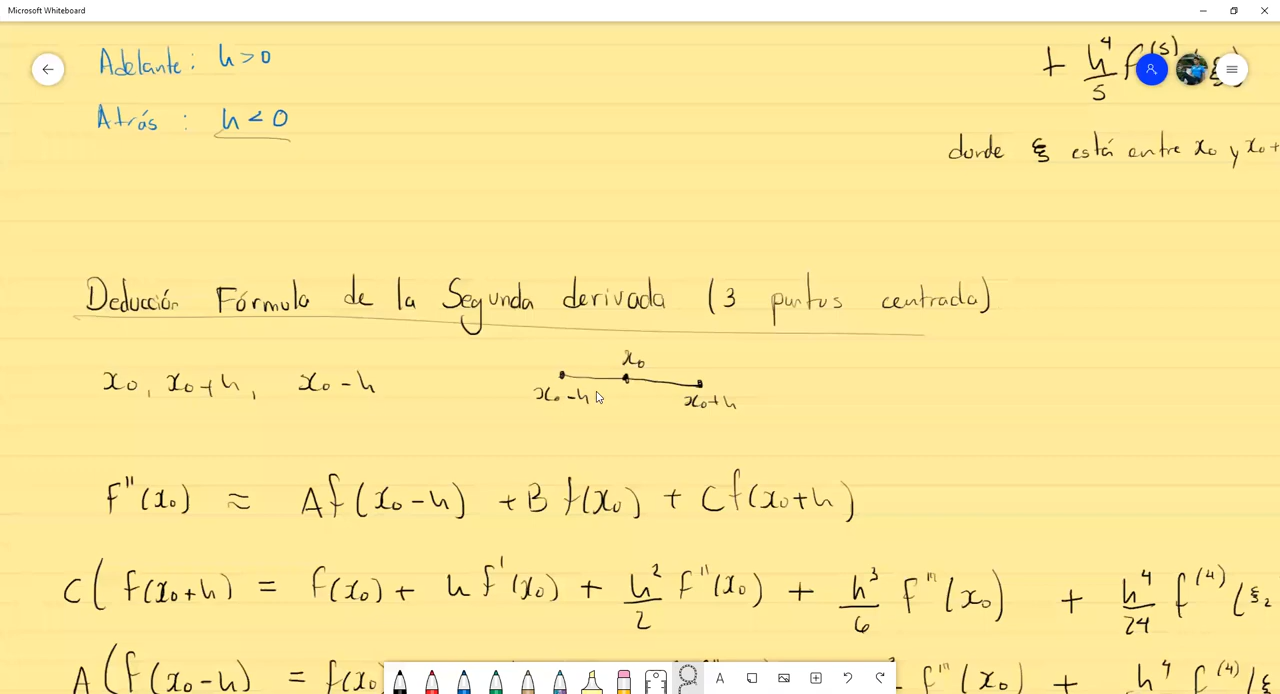 Microsoft Whiteboard
Adelante: h > 0
Atrás : h < 0
+ h⁴/5 f⁽⁵⁾
donde ξ está entre x₀ y x₀+
Deducción Fórmula de la Segunda derivada (3 puntos centrada)
x₀, x₀+h, x₀-h
x₀
x₀-h x₀+h
F''(x₀) ≈ Af(x₀-h) + B f(x₀) + Cf(x₀+h)
C( f(x₀+h) = f(x₀) + h f'(x₀) + h²/2 f''(x₀) + h³/6 f'''(x₀) + h⁴/24 f⁽⁴⁾(ξ₂
A(f(x₀-h) = f(x₀) f'''(x₀) + h⁴ f⁽⁴⁾(ξ